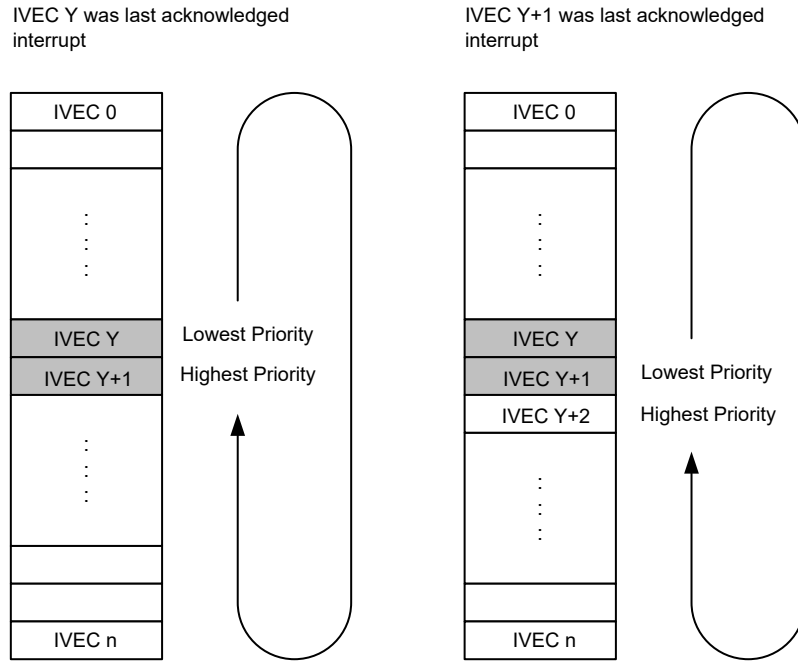 IVEC Y was last acknowledged
interrupt
IVEC 0
.
.
.
IVEC Y
Lowest Priority
IVEC Y+1
Highest Priority
.
.
.
IVEC n
IVEC Y+1 was last acknowledged
interrupt
IVEC 0
.
.
.
IVEC Y
IVEC Y+1
Lowest Priority
IVEC Y+2
Highest Priority
.
.
.
IVEC n